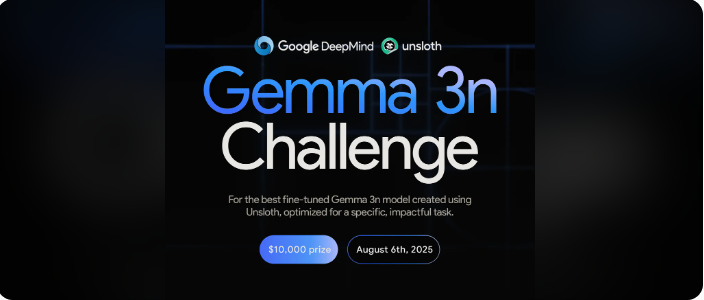 Google DeepMind unsloth
Gemma 3n
Challenge
For the best fine-tuned Gemma 3n model created using
Unsloth, optimized for a specific, impactful task.
$10,000 prize August 6th, 2025